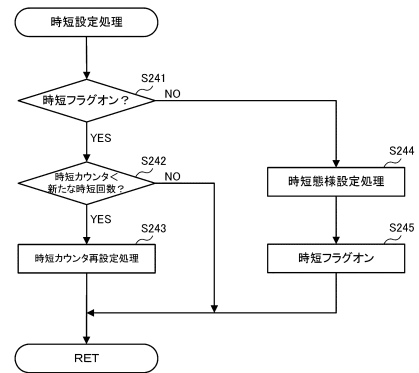 時短設定処理
S241
時短フラグオン？
NO
YES
S242
時短カウンタ＜
新たな時短回数？
NO
YES
S243
時短カウンタ再設定処理
S244
時短態様設定処理
S245
時短フラグオン
RET